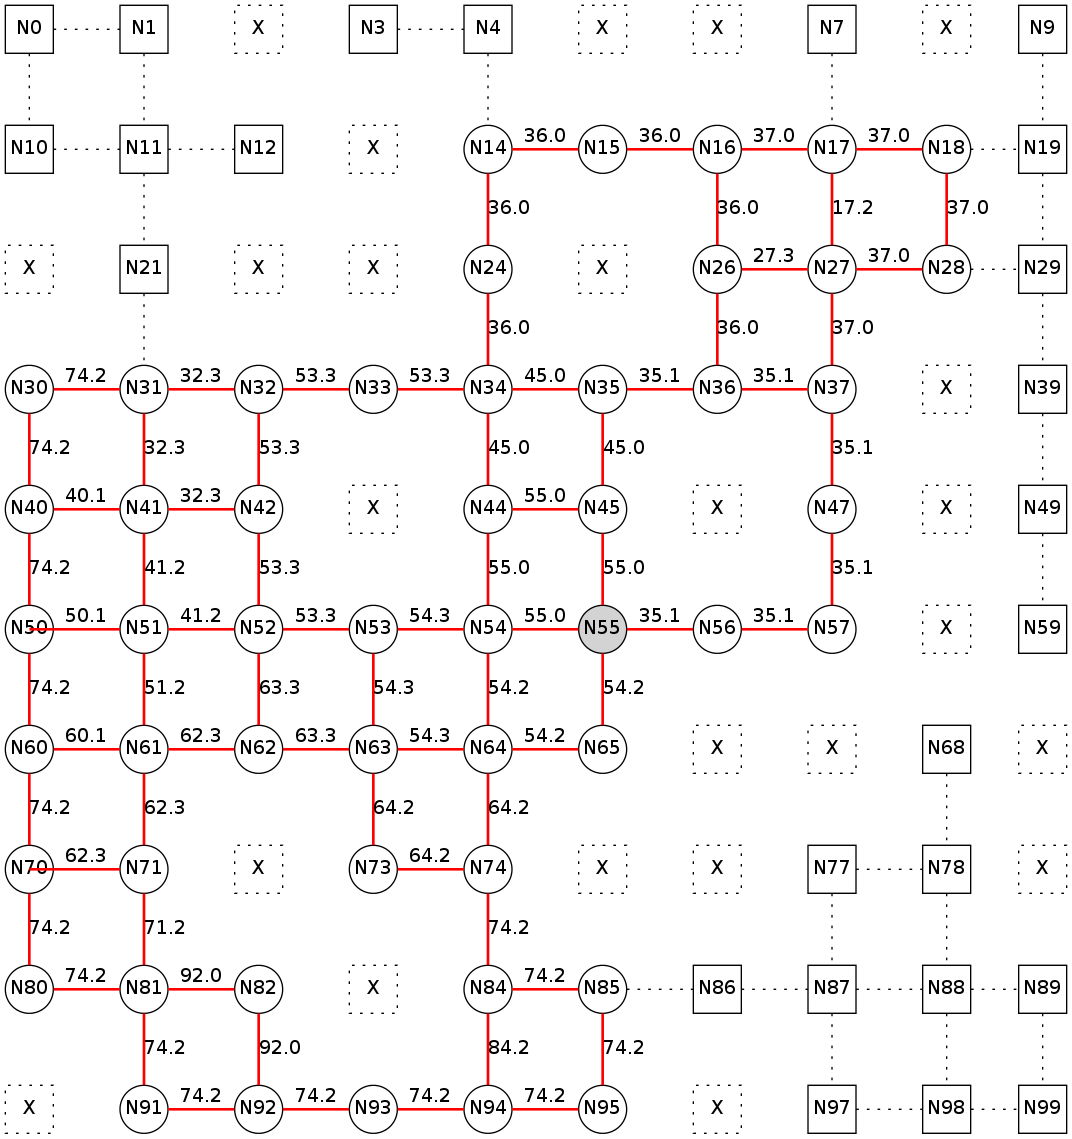 N0 N1 X N3 N4 X X N7 X N9
36.0 36.0 37.0 37.0
N10 N11 N12 X N14 N15 N16 N17 N18 N19
36.0 36.0 17.2 37.0
27.3 37.0
X N21 X X N24 X N26 N27 N28 N29
36.0 36.0 37.0
74.2 32.3 53.3 53.3 45.0 35.1 35.1
N30 N31 N32 N33 N34 N35 N36 N37 X N39
74.2 32.3 53.3 45.0 45.0 35.1
40.1 32.3 55.0
N40 N41 N42 X N44 N45 X N47 X N49
74.2 41.2 53.3 55.0 55.0 35.1
50.1 41.2 53.3 54.3 55.0 35.1 35.1
N50 N51 N52 N53 N54 N55 N56 N57 X N59
74.2 51.2 63.3 54.3 54.2 54.2
60.1 62.3 63.3 54.3 54.2
N60 N61 N62 N63 N64 N65 X X N68 X
74.2 62.3 64.2 64.2
62.3 64.2
N70 N71 X N73 N74 X X N77 N78 X
74.2 71.2 74.2
74.2 92.0 74.2
N80 N81 N82 X N84 N85 N86 N87 N88 N89
74.2 92.0 84.2 74.2
74.2 74.2 74.2 74.2
X N91 N92 N93 N94 N95 X N97 N98 N99